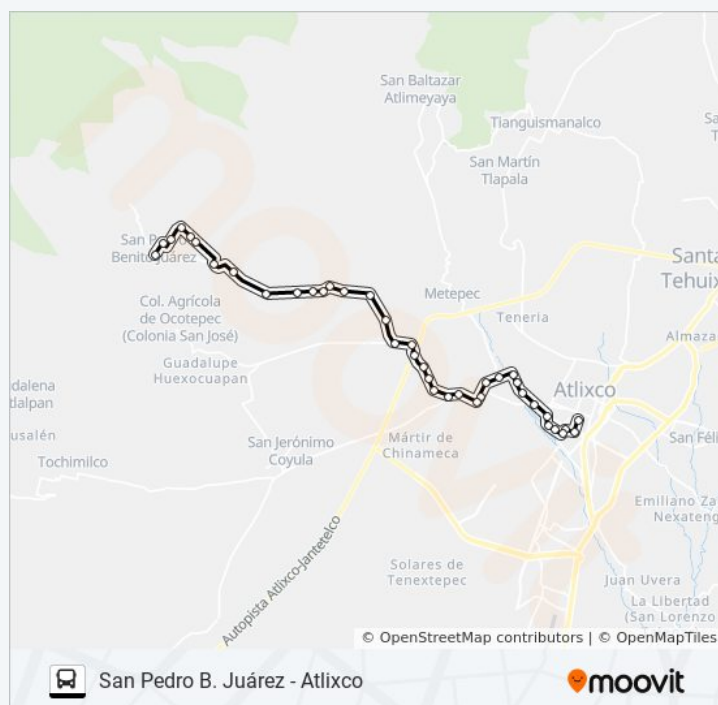 San Baltazar
Atlimeyaya
Tianguismanalco
San Martín
Tlapala
Benito Juárez
Santa
Tehuix
Metepec
Col. Agrícola
de Ocotepec
(Colonia San José)
Teneria
Almaza
Guadalupe
Huexocuapan
Atlixco
dalena
tlalpan
usalén
San Jerónimo
Coyula
Mártir de
Chinameca
San Féli
Tochimilco
Emiliano Za
Nexateng
Autopista Atlixco-Jantetelco
Solares de
Tenextepec
Juan Uvera
La Libertad
(San Lorenzo
© OpenStreetMap contributors | © OpenMapTiles
San Pedro B. Juárez - Atlixco
moovit